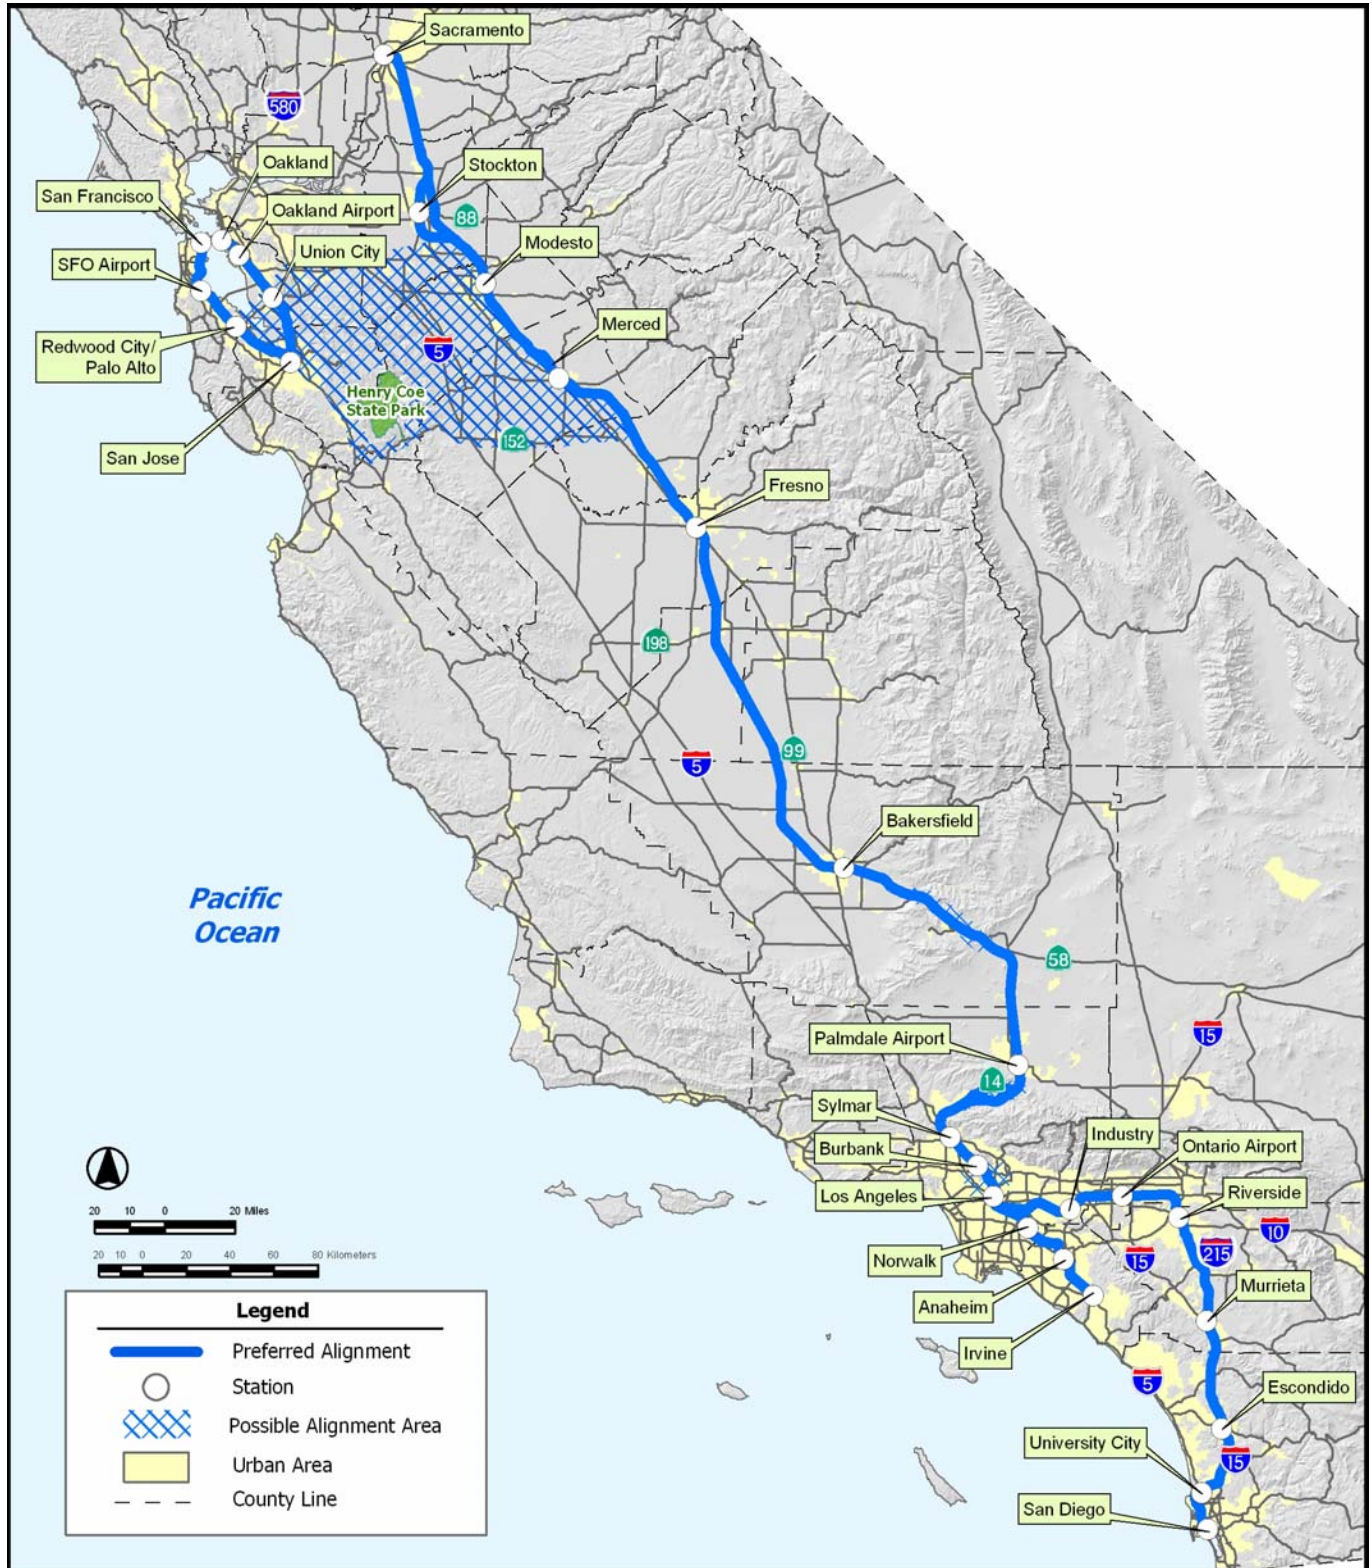 Sacramento
580
Oakland
Stockton
San Francisco
Oakland Airport
88
Union City
Modesto
SFO Airport
Merced
Redwood City/
Palo Alto
5
Henry Coe
State Park
152
San Jose
Fresno
198
99
5
Bakersfield
Pacific
Ocean
58
15
Palmdale Airport
14
Sylmar
Industry
Ontario Airport
Burbank
Los Angeles
Riverside
10
Norwalk
15
215
Anaheim
Murrieta
Irvine
5
Escondido
University City
15
San Diego
20 10 0 20 Miles
20 10 0 20 40 60 80 Kilometers
Legend
Preferred Alignment
Station
Possible Alignment Area
Urban Area
County Line